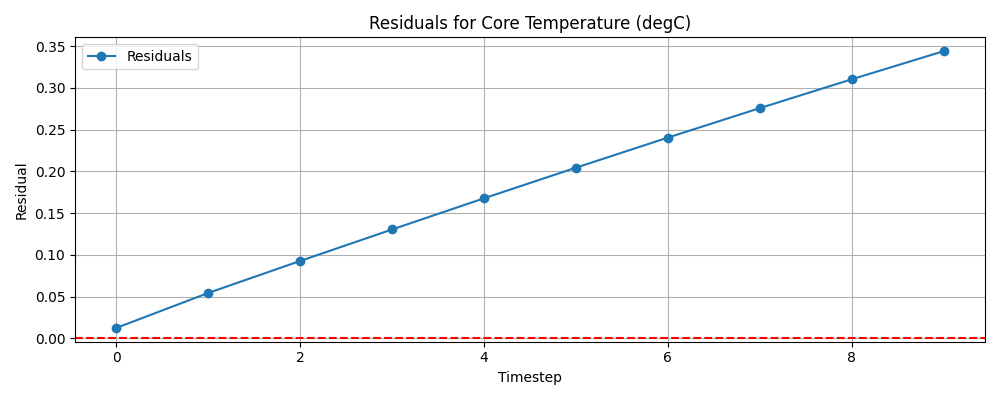 Residuals for Core Temperature (degC)
Residuals
0.35
0.30
0.25
0.20
0.15
0.10
0.05
0.00
Residual
0 2 4 6 8
Timestep